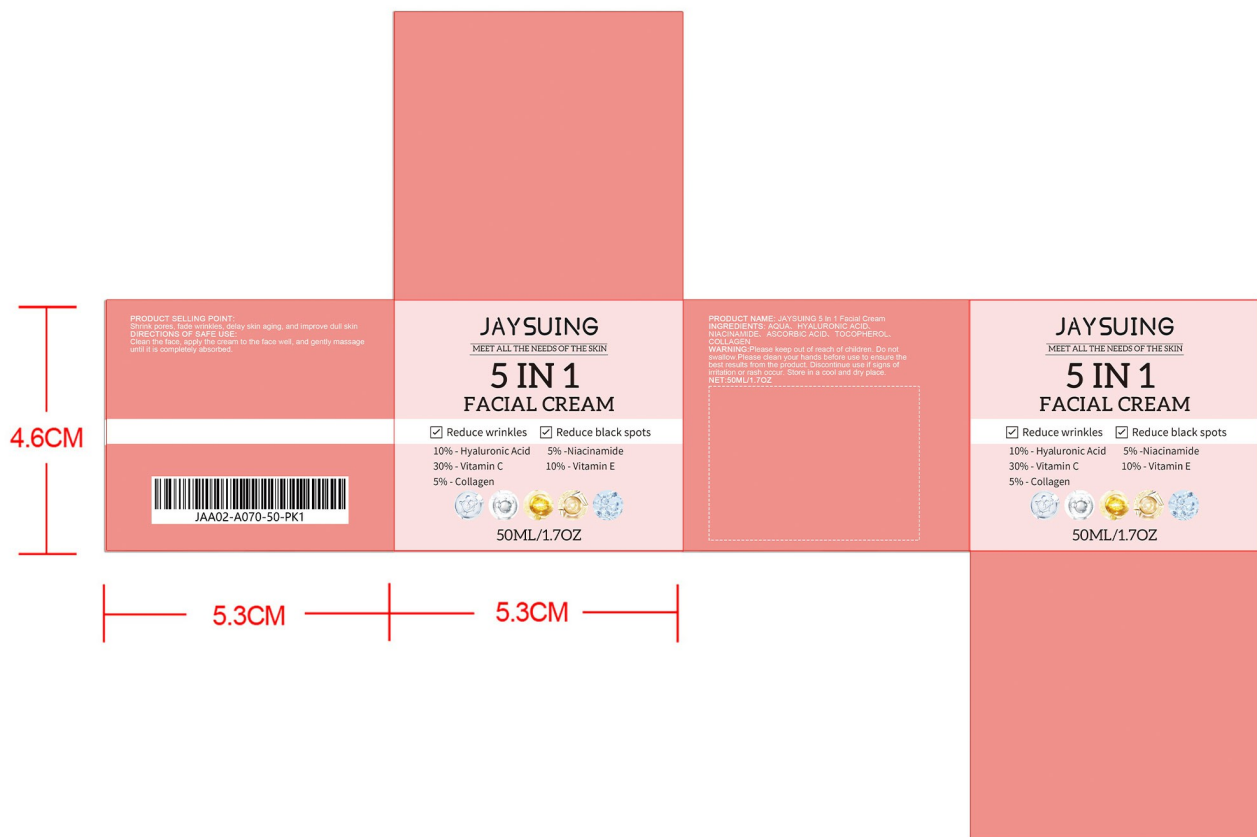 PRODUCT SELLING POINT:
Shrink pores, fade wrinkles, delay skin aging, and improve dull skin
DIRECTIONS OF SAFE USE:
Clean the face, apply the cream to the face well, and gently massage
until it is completely absorbed.
JAA02-A070-50-PK1
JAYSUING
MEET ALL THE NEEDS OF THE SKIN
5 IN 1
FACIAL CREAM
Reduce wrinkles Reduce black spots
10% - Hyaluronic Acid 5% -Niacinamide
30% - Vitamin C 10% - Vitamin E
5% - Collagen
50ML/1.7OZ
PRODUCT NAME: JAYSUING 5 In 1 Facial Cream
INGREDIENTS: AQUA、HYALURONIC ACID、
NIACINAMIDE、ASCORBIC ACID、TOCOPHEROL、
COLLAGEN
WARNING:Please keep out of reach of children. Do not
swallow.Please clean your hands before use to ensure the
best results from the product. Discontinue use if signs of
irritation or rash occur. Store in a cool and dry place.
NET:50ML/1.7OZ
JAYSUING
MEET ALL THE NEEDS OF THE SKIN
5 IN 1
FACIAL CREAM
Reduce wrinkles Reduce black spots
10% - Hyaluronic Acid 5% -Niacinamide
30% - Vitamin C 10% - Vitamin E
5% - Collagen
50ML/1.7OZ
4.6CM
5.3CM
5.3CM